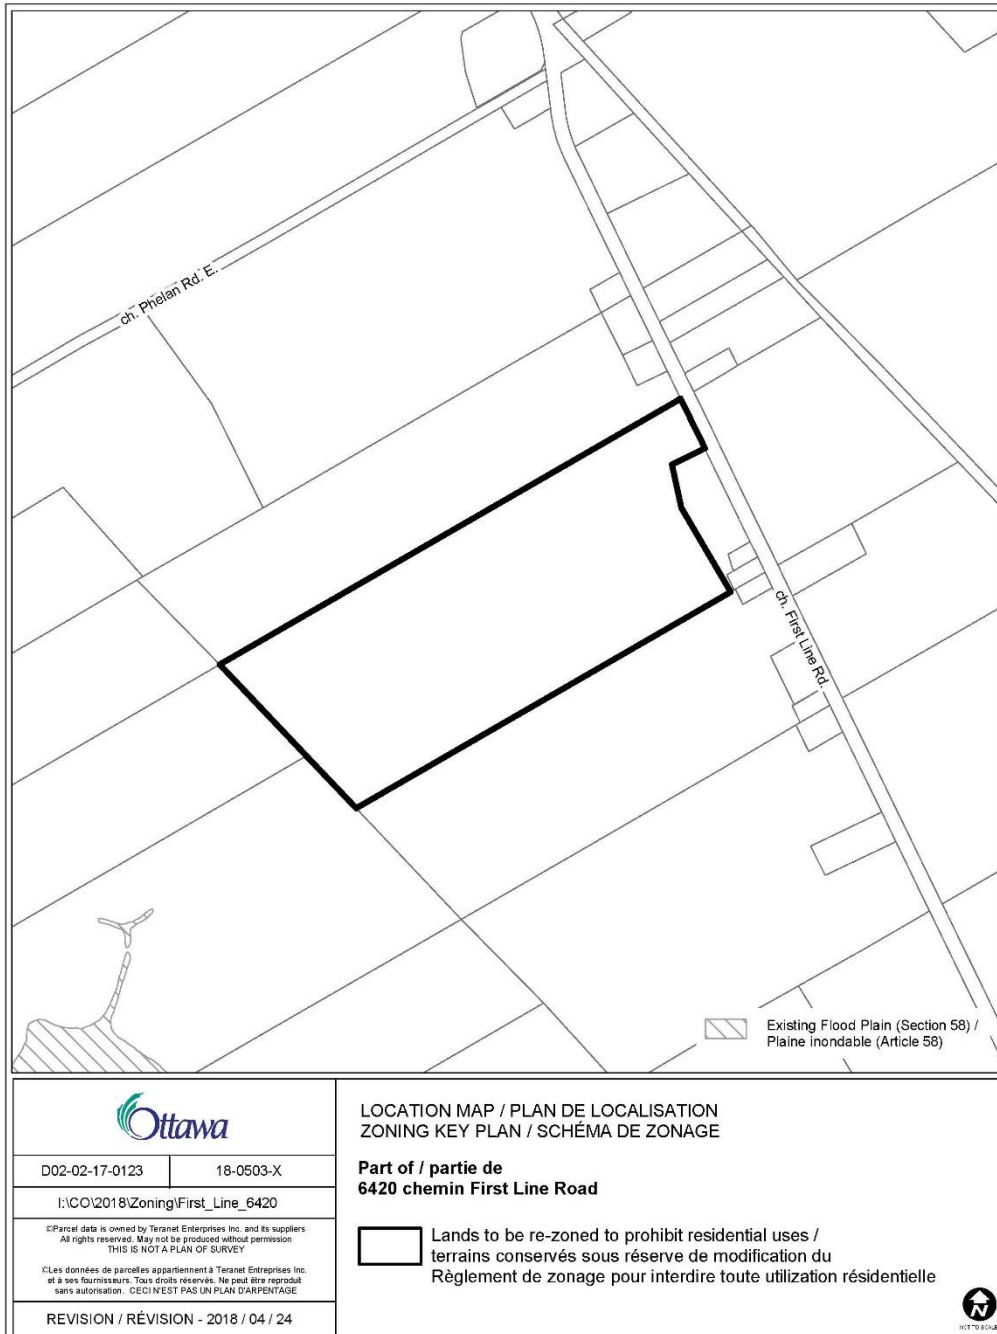 ch. Phelan Rd. E.
ch. First Line Rd.
Existing Flood Plain (Section 58) /
Plaine inondable (Article 58)
Ottawa
D02-02-17-0123
18-0503-X
I:\CO\2018\Zoning\First_Line_6420
©Parcel data is owned by Teranet Enterprises Inc. and its suppliers
All rights reserved. May not be produced without permission
THIS IS NOT A PLAN OF SURVEY
©Les données de parcelles appartiennent à Teranet Entreprises Inc.
et à ses fournisseurs. Tous droits réservés. Ne peut être reproduit
sans autorisation. CECI N'EST PAS UN PLAN D'ARPENTAGE
REVISION / RÉVISION - 2018 / 04 / 24
LOCATION MAP / PLAN DE LOCALISATION
ZONING KEY PLAN / SCHÉMA DE ZONAGE
Part of / partie de
6420 chemin First Line Road
Lands to be re-zoned to prohibit residential uses /
terrains conservés sous réserve de modification du
Règlement de zonage pour interdire toute utilization résidentielle
N
NOT TO SCALE